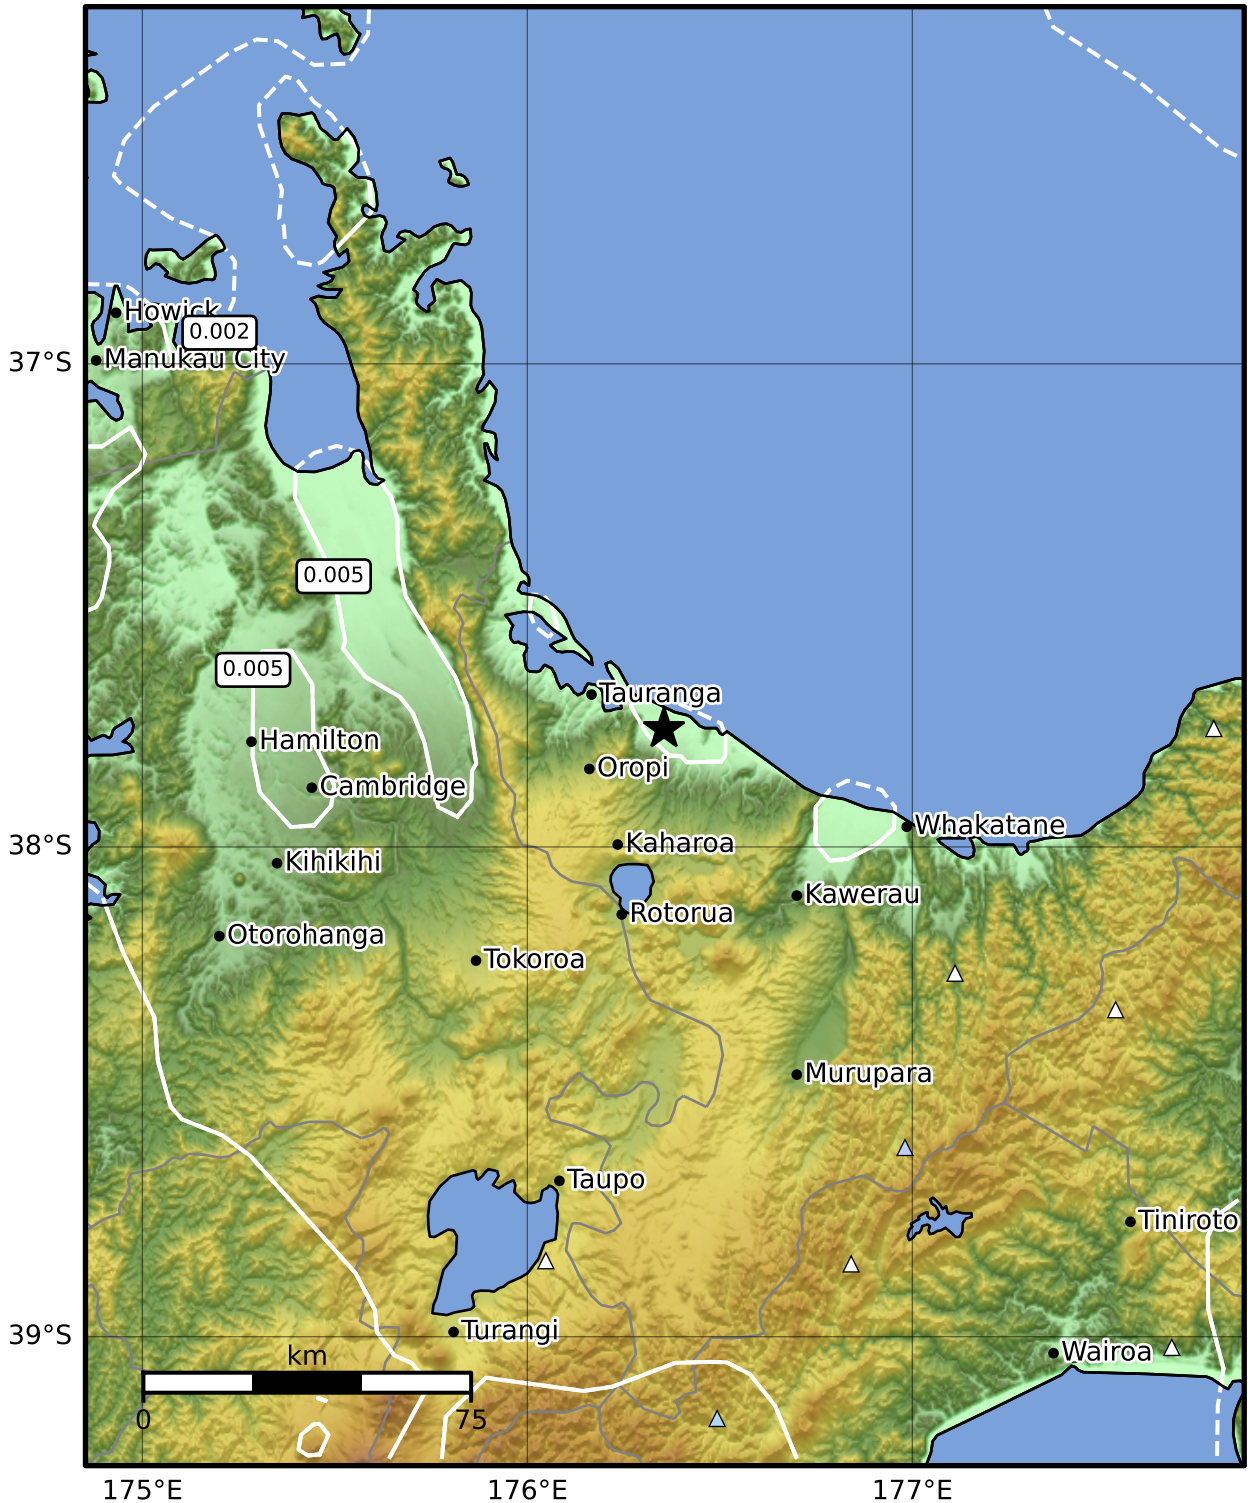 Howick
0.002
Manukau City
37°S
0.005
0.005
Tauranga
Hamilton
Oropi
Cambridge
Whakatane
38°S
Kaharoa
Kihikihi
Kawerau
Rotorua
Otorohanga
Tokoroa
Murupara
Taupo
Tiniroto
Turangi
39°S
Wairoa
km
0
75
175°E
176°E
177°E